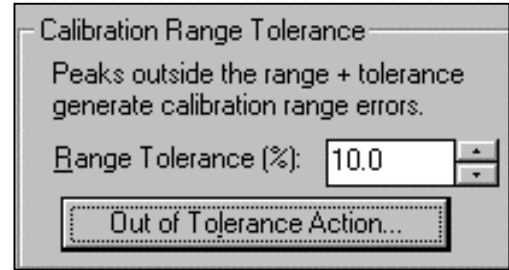 Calibration Range Tolerance
Peaks outside the range + tolerance
generate calibration range errors.
Range Tolerance (%): 10.0
Out of Tolerance Action...